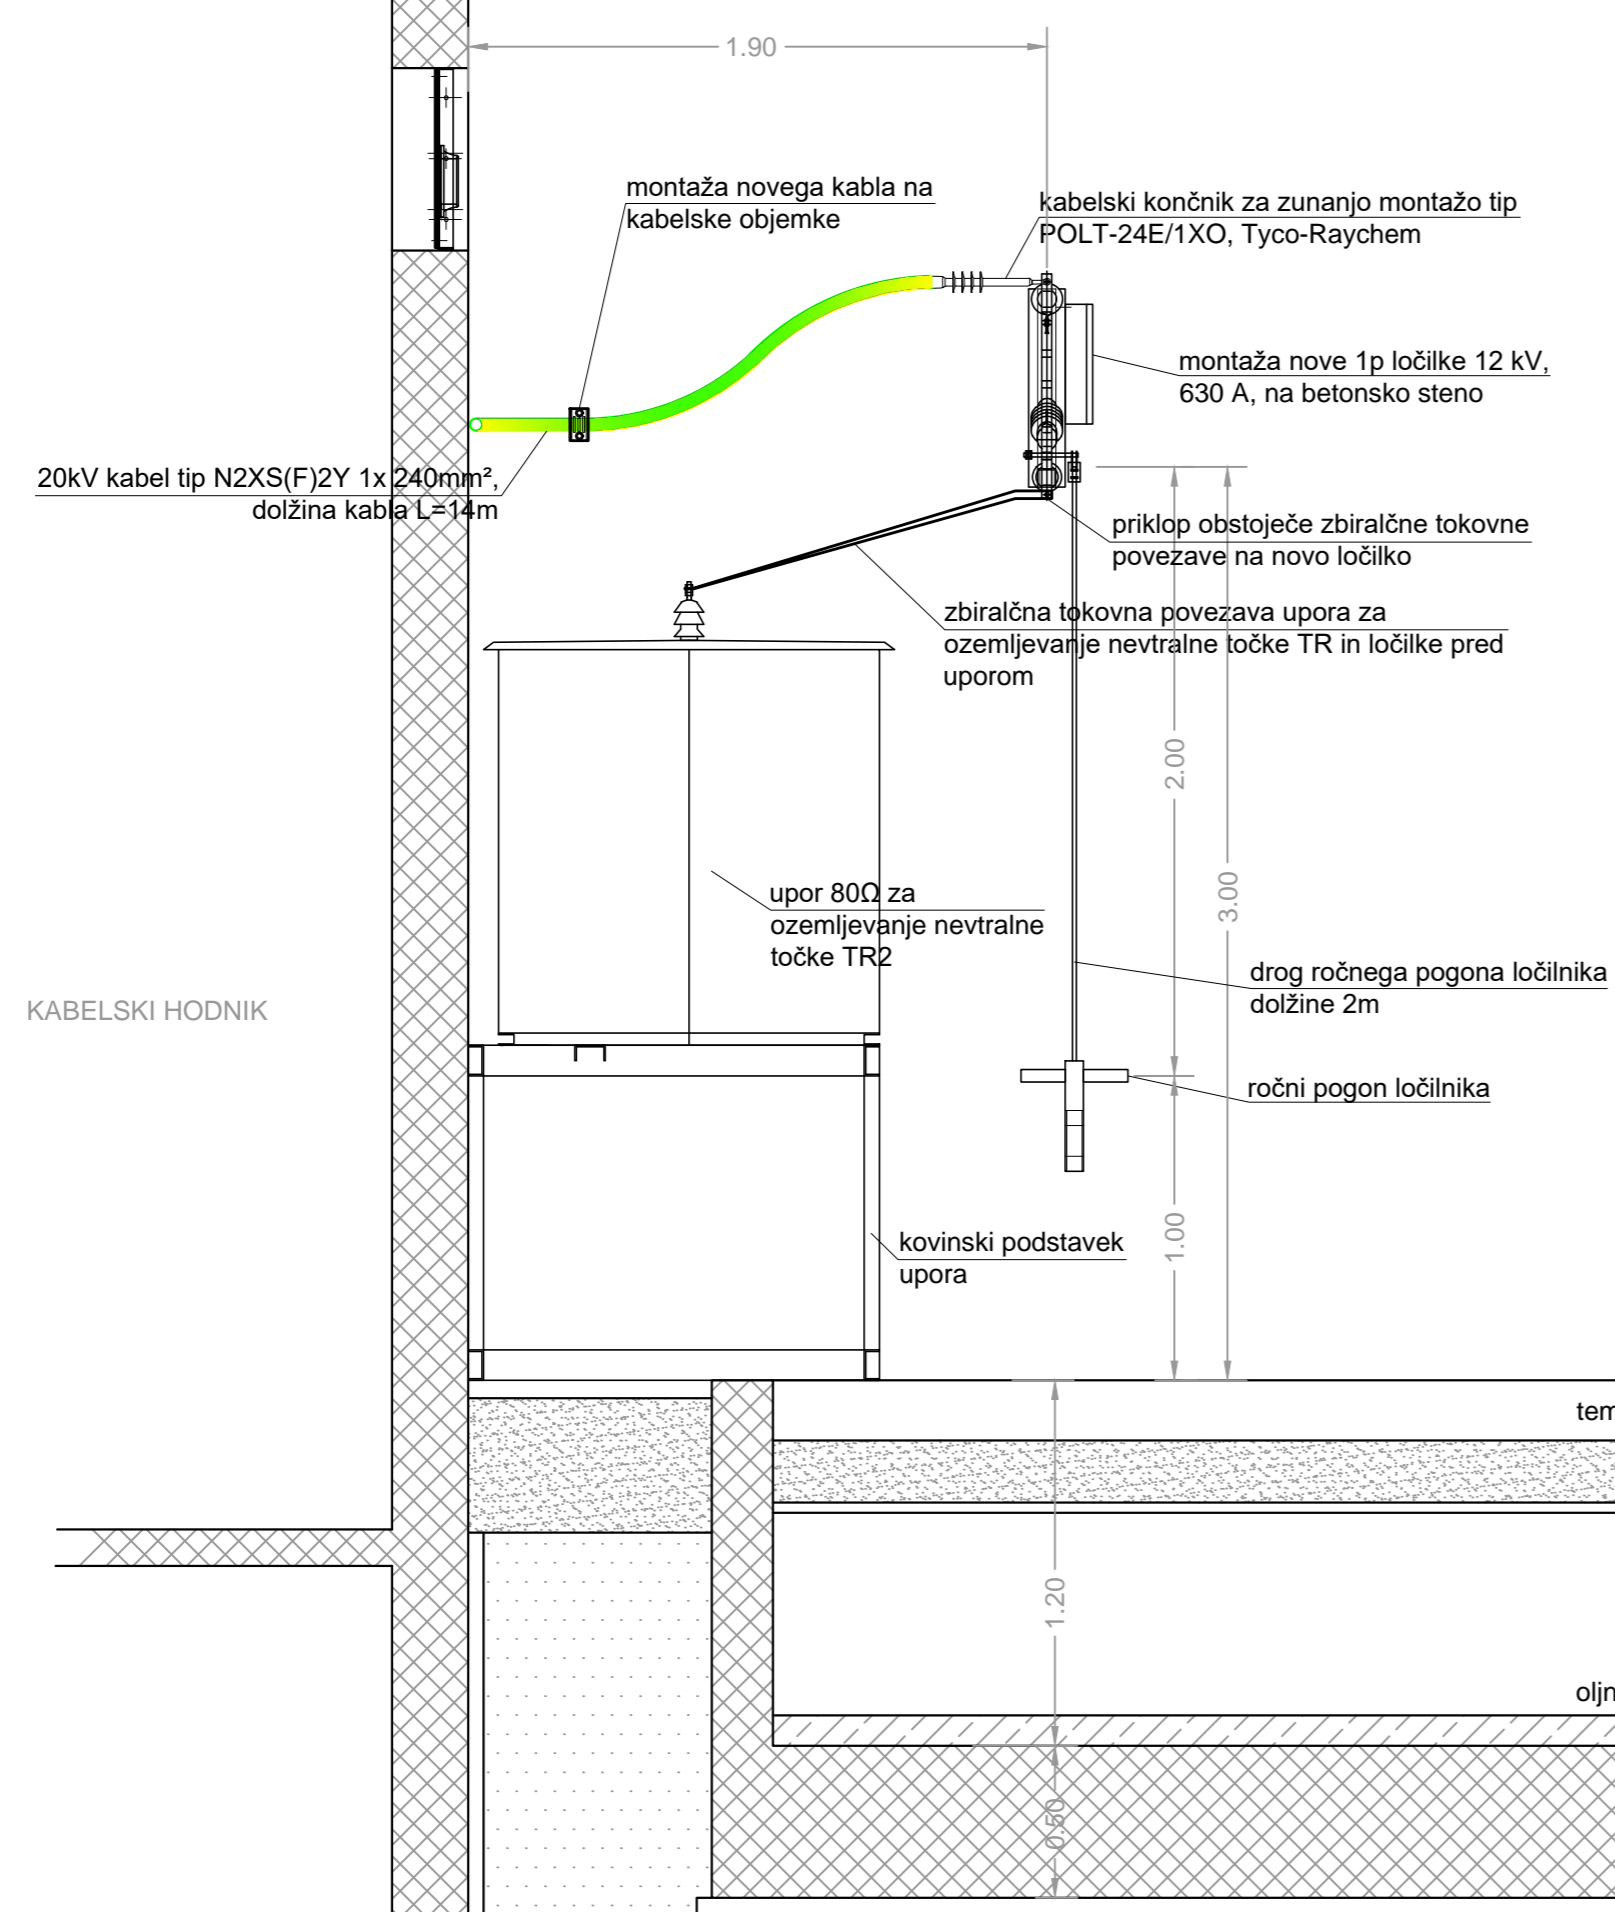 1.90
montaža novega kabla na
kabelske objemke
kabelski končnik za zunanjo montažo tip
POLT-24E/1XO, Tyco-Raychem
montaža nove 1p ločilke 12 kV,
630 A, na betonsko steno
20kV kabel tip N2XS(F)2Y 1x 240mm²,
dolžina kabla L=14m
priklop obstoječe zbiralčne tokovne
povezave na novo ločilko
zbiralčna tokovna povezava upora za
ozemljevanje nevtralne točke TR in ločilke pred
uporom
2.00
3.00
upor 80Ω za
ozemljevanje nevtralne
točke TR2
drog ročnega pogona ločilnika
dolžine 2m
KABELSKI HODNIK
ročni pogon ločilnika
1.00
kovinski podstavek
upora
tem
1.20
oljn
0.50